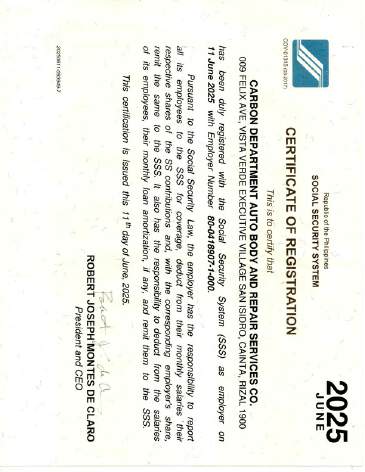 Republic of the Philippines
SOCIAL SECURITY SYSTEM
CERTIFICATE OF REGISTRATION
2025
JUNE
This is to certify that
CARBON DEPARTMENT AUTO BODY AND REPAIR SERVICES CO.
009 FELIX AVE, VISTA VERDE EXECUTIVE VILLAGE SAN ISIDRO, CAINTA, RIZAL 1900
has been duly registered with the Social Security System (SSS) as employer on
11 June 2025 with Employer Number 80-0418907-1-000.
Pursuant to the Social Security Law, the employer has the responsibility to report
all its employees to the SSS for coverage, deduct from their monthly salaries their
respective shares of the SS contributions and, with the corresponding employer's share,
remit the same to the SSS. It also has the responsibility to deduct from the salaries
of its employees, their monthly loan amortization, if any, and remit them to the SSS.
This certification is issued this 11th day of June, 2025.
ROBERT JOSEPH MONTES DE CLARO
President and CEO